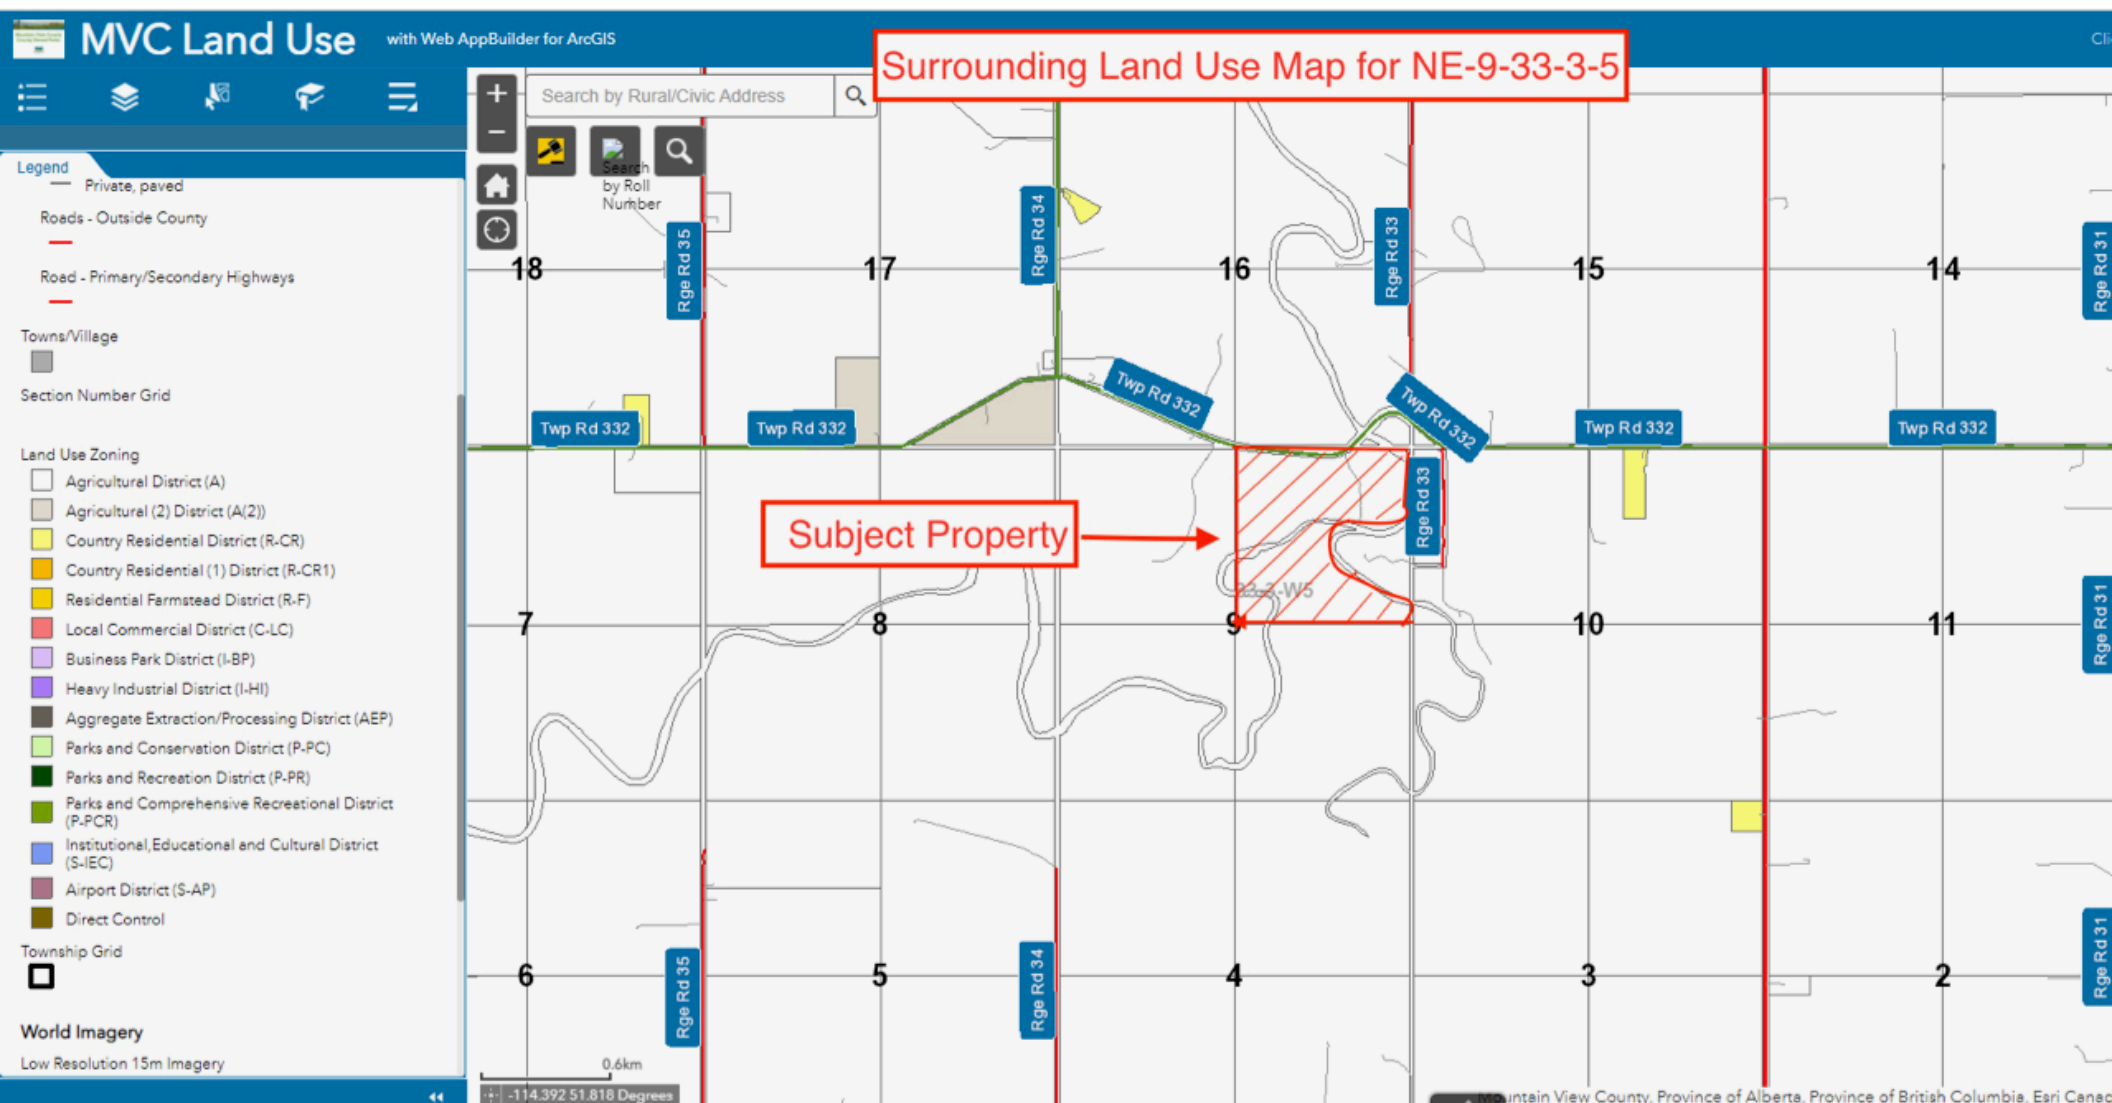 MVC Land Use with Web AppBuilder for ArcGIS
Surrounding Land Use Map for NE-9-33-3-5
Search by Rural/Civic Address
Search
by Roll
Number
Legend
Private, paved
Roads - Outside County
Road - Primary/Secondary Highways
Towns/Village
Section Number Grid
Land Use Zoning
Agricultural District (A)
Agricultural (2) District (A(2))
Country Residential District (R-CR)
Country Residential (1) District (R-CR1)
Residential Farmstead District (R-F)
Local Commercial District (C-LC)
Business Park District (I-BP)
Heavy Industrial District (I-HI)
Aggregate Extraction/Processing District (AEP)
Parks and Conservation District (P-PC)
Parks and Recreation District (P-PR)
Parks and Comprehensive Recreational District
(P-PCR)
Institutional,Educational and Cultural District
(S-IEC)
Airport District (S-AP)
Direct Control
Township Grid
World Imagery
Low Resolution 15m Imagery
Rge Rd 35
Rge Rd 34
Rge Rd 33
Rge Rd 31
18
17
16
15
14
Twp Rd 332
Twp Rd 332
Twp Rd 332
Twp Rd 332
Twp Rd 332
Twp Rd 332
Subject Property
Rge Rd 33
33-3-W5
7
8
9
10
11
Rge Rd 31
6
5
4
3
2
Rge Rd 35
Rge Rd 34
Rge Rd 31
0.6km
-114.392 51.818 Degrees
Mountain View County, Province of Alberta, Province of British Columbia, Esri Canad